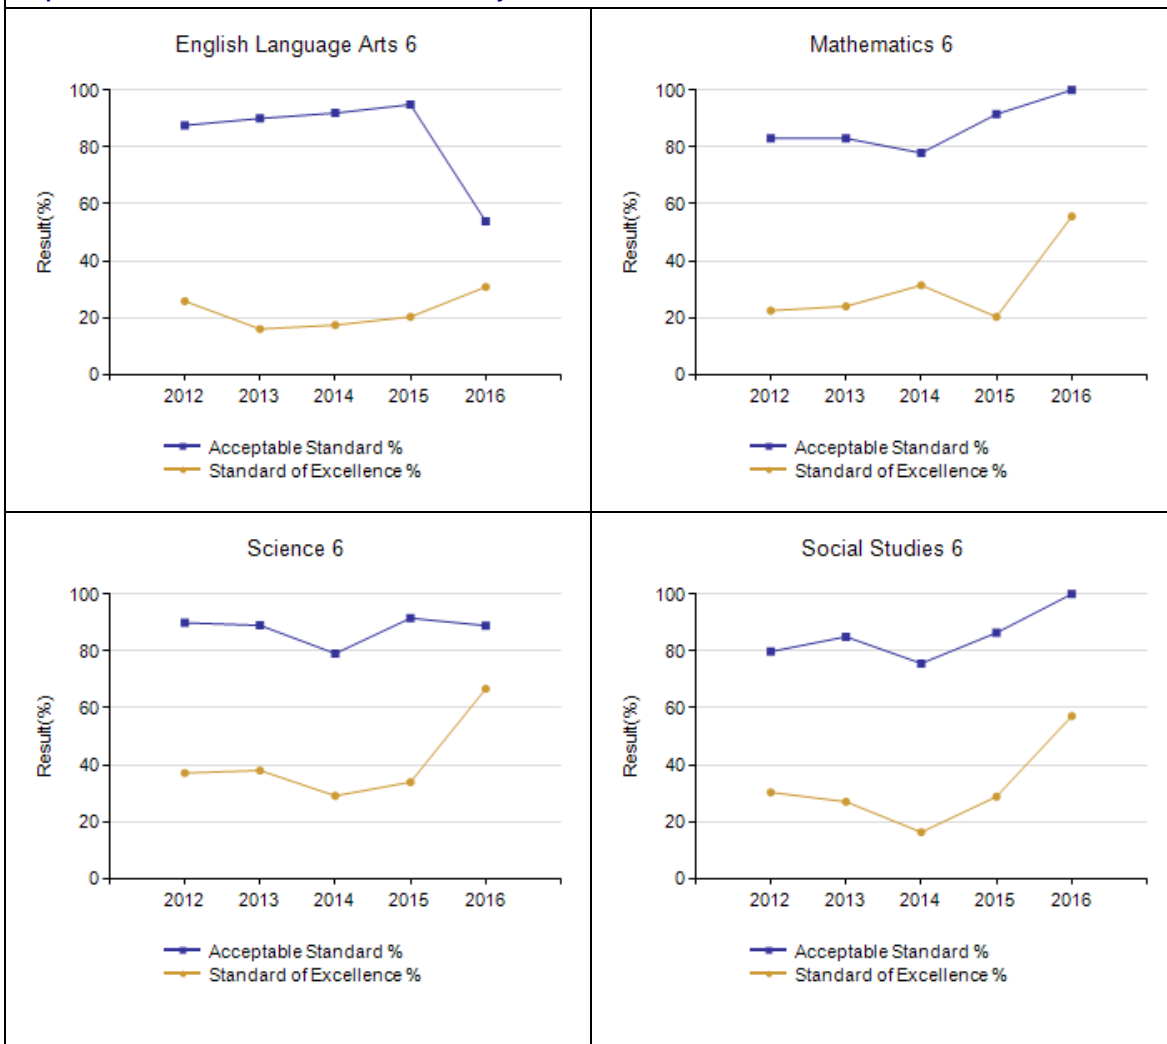 English Language Arts 6
100
80
60
40
20
0
Result(%)
2012 2013 2014 2015 2016
Acceptable Standard %
Standard of Excellence %
Mathematics 6
100
80
60
40
20
0
Result(%)
2012 2013 2014 2015 2016
Acceptable Standard %
Standard of Excellence %
Science 6
100
80
60
40
20
0
Result(%)
2012 2013 2014 2015 2016
Acceptable Standard %
Standard of Excellence %
Social Studies 6
100
80
60
40
20
0
Result(%)
2012 2013 2014 2015 2016
Acceptable Standard %
Standard of Excellence %